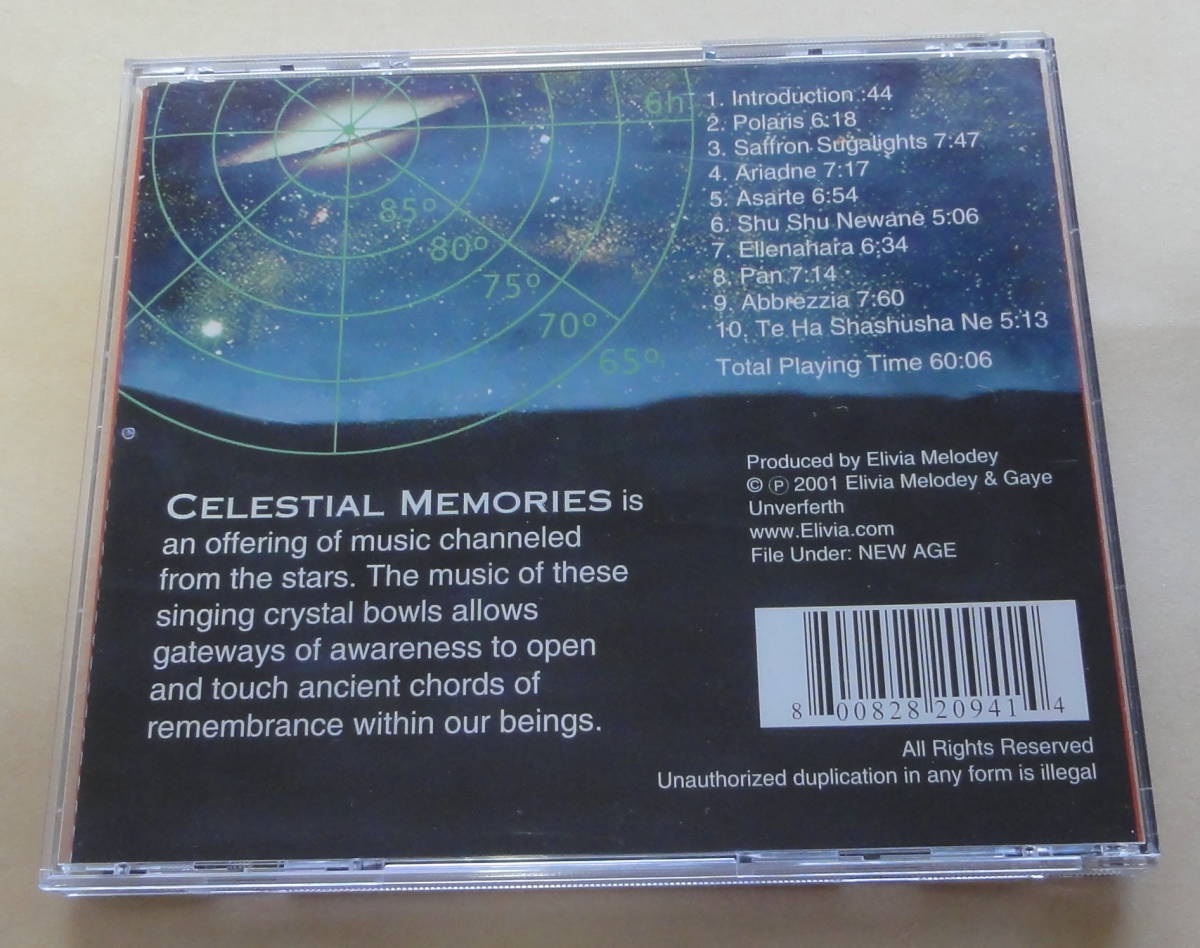 6h
85°
80°
75°
70°
65°
1. Introduction :44
2. Polaris 6:18
3. Saffron Sugalights 7:47
4. Ariadne 7:17
5. Asarte 6:54
6. Shu Shu Newane 5:06
7. Ellenahara 6:34
8. Pan 7:14
9. Abbrezzia 7:60
10. Te Ha Shashusha Ne 5:13
Total Playing Time 60:06
CELESTIAL MEMORIES is
an offering of music channeled
from the stars. The music of these
singing crystal bowls allows
gateways of awareness to open
and touch ancient chords of
remembrance within our beings.
Produced by Elivia Melodey
© ℗ 2001 Elivia Melodey & Gaye
Unverferth
www.Elivia.com
File Under: NEW AGE
8 00828 20941 4
All Rights Reserved
Unauthorized duplication in any form is illegal